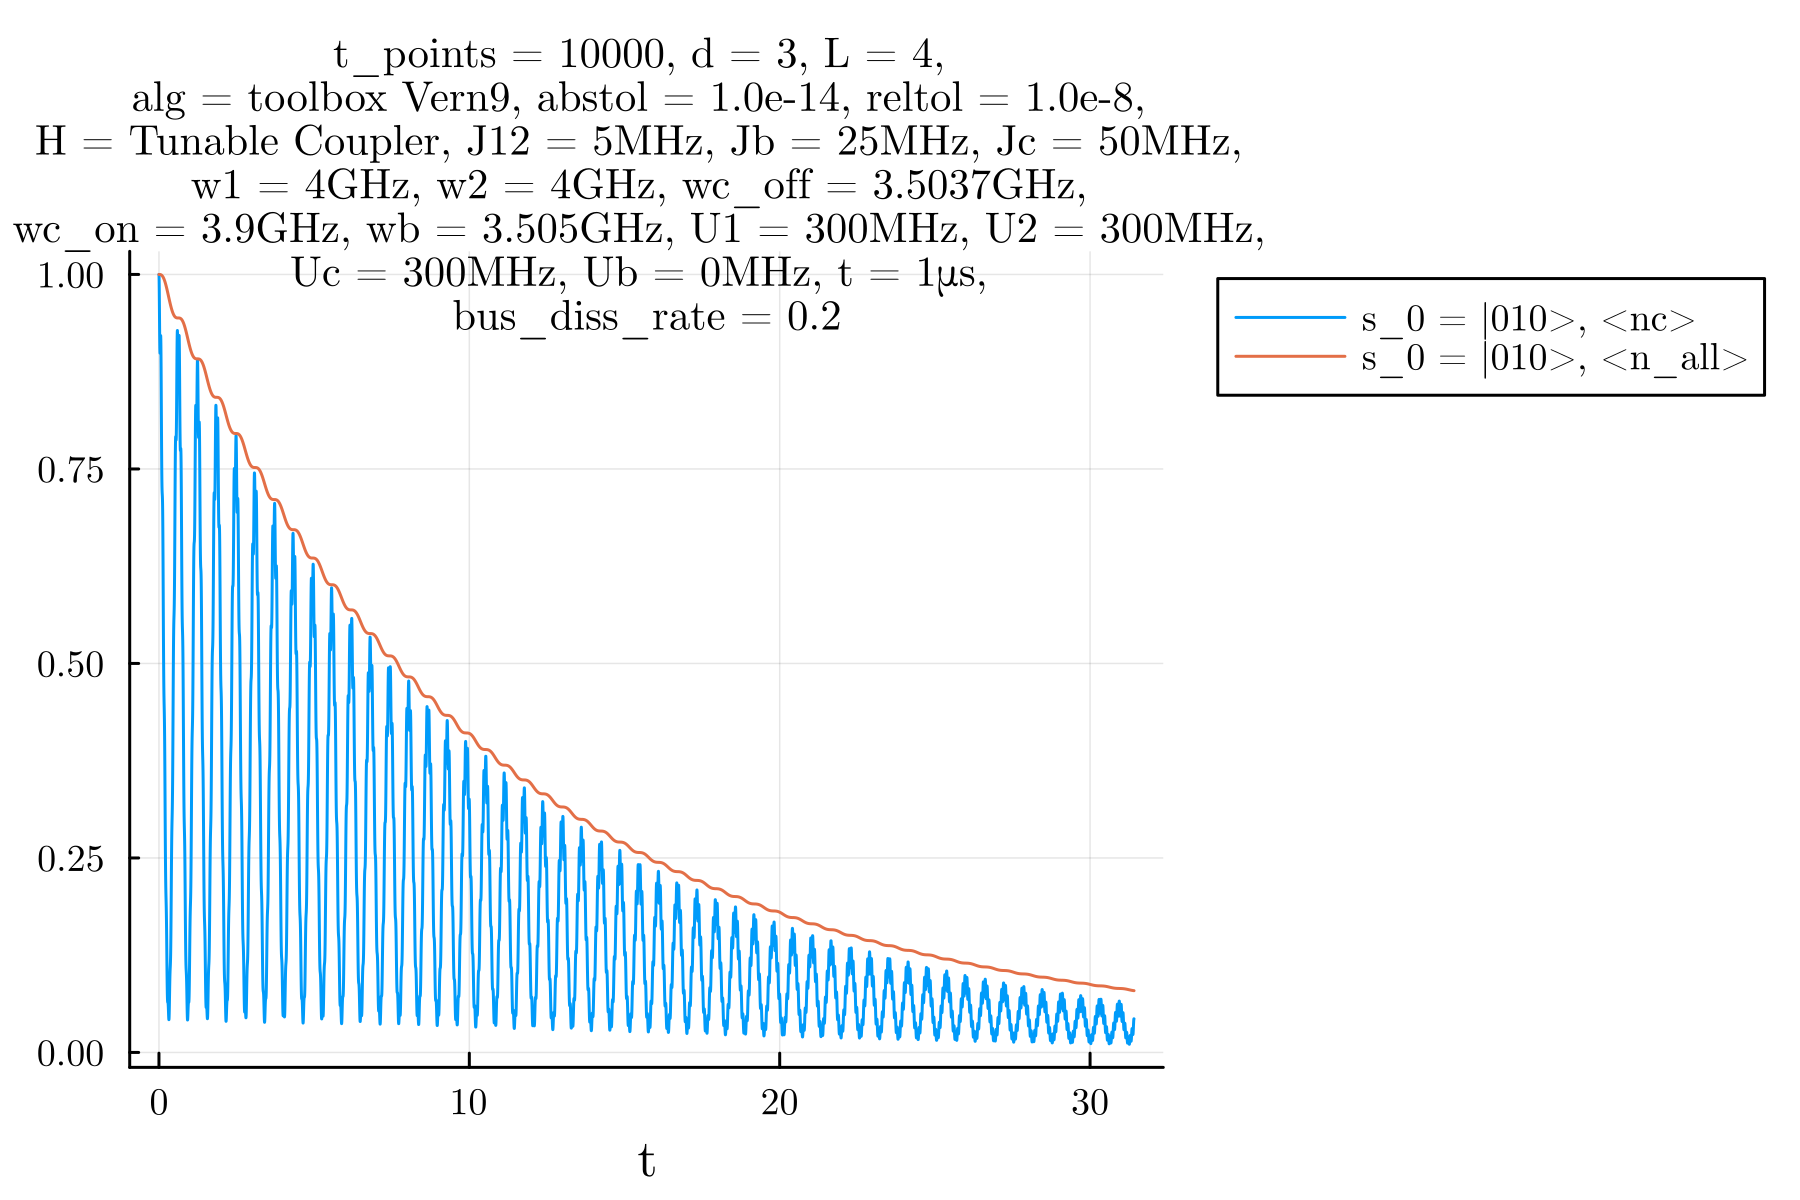 t_points = 10000, d = 3, L = 4,
alg = toolbox Vern9, abstol = 1.0e-14, reltol = 1.0e-8,
H = Tunable Coupler, J12 = 5MHz, Jb = 25MHz, Jc = 50MHz,
w1 = 4GHz, w2 = 4GHz, wc_off = 3.5037GHz,
wc_on = 3.9GHz, wb = 3.505GHz, U1 = 300MHz, U2 = 300MHz,
Uc = 300MHz, Ub = 0MHz, t = 1μs,
bus_diss_rate = 0.2
1.00
0.75
0.50
0.25
0.00
0 10 20 30
t
s_0 = |010>, <nc>
s_0 = |010>, <n_all>